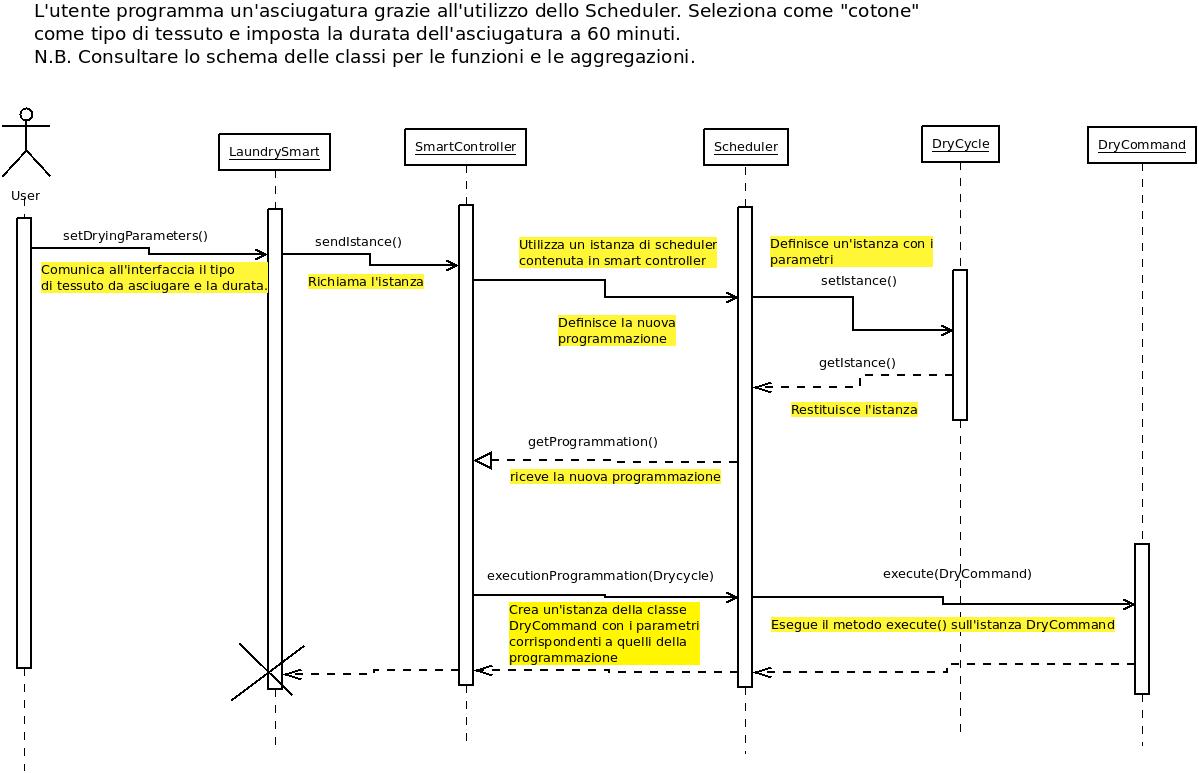 L'utente programma un'asciugatura grazie all'utilizzo dello Scheduler. Seleziona come "cotone"
come tipo di tessuto e imposta la durata dell'asciugatura a 60 minuti.
N.B. Consultare lo schema delle classi per le funzioni e le aggregazioni.
User
LaundrySmart
SmartController
Scheduler
DryCycle
DryCommand
setDryingParameters()
Comunica all'interfaccia il tipo
di tessuto da asciugare e la durata.
sendIstance()
Richiama l'istanza
Utilizza un istanza di scheduler
contenuta in smart controller
Definisce la nuova
programmazione
Definisce un'istanza con i
parametri
setIstance()
getIstance()
Restituisce l'istanza
getProgrammation()
riceve la nuova programmazione
executionProgrammation(Drycycle)
Crea un'istanza della classe
DryCommand con i parametri
corrispondenti a quelli della
programmazione
execute(DryCommand)
Esegue il metodo execute() sull'istanza DryCommand